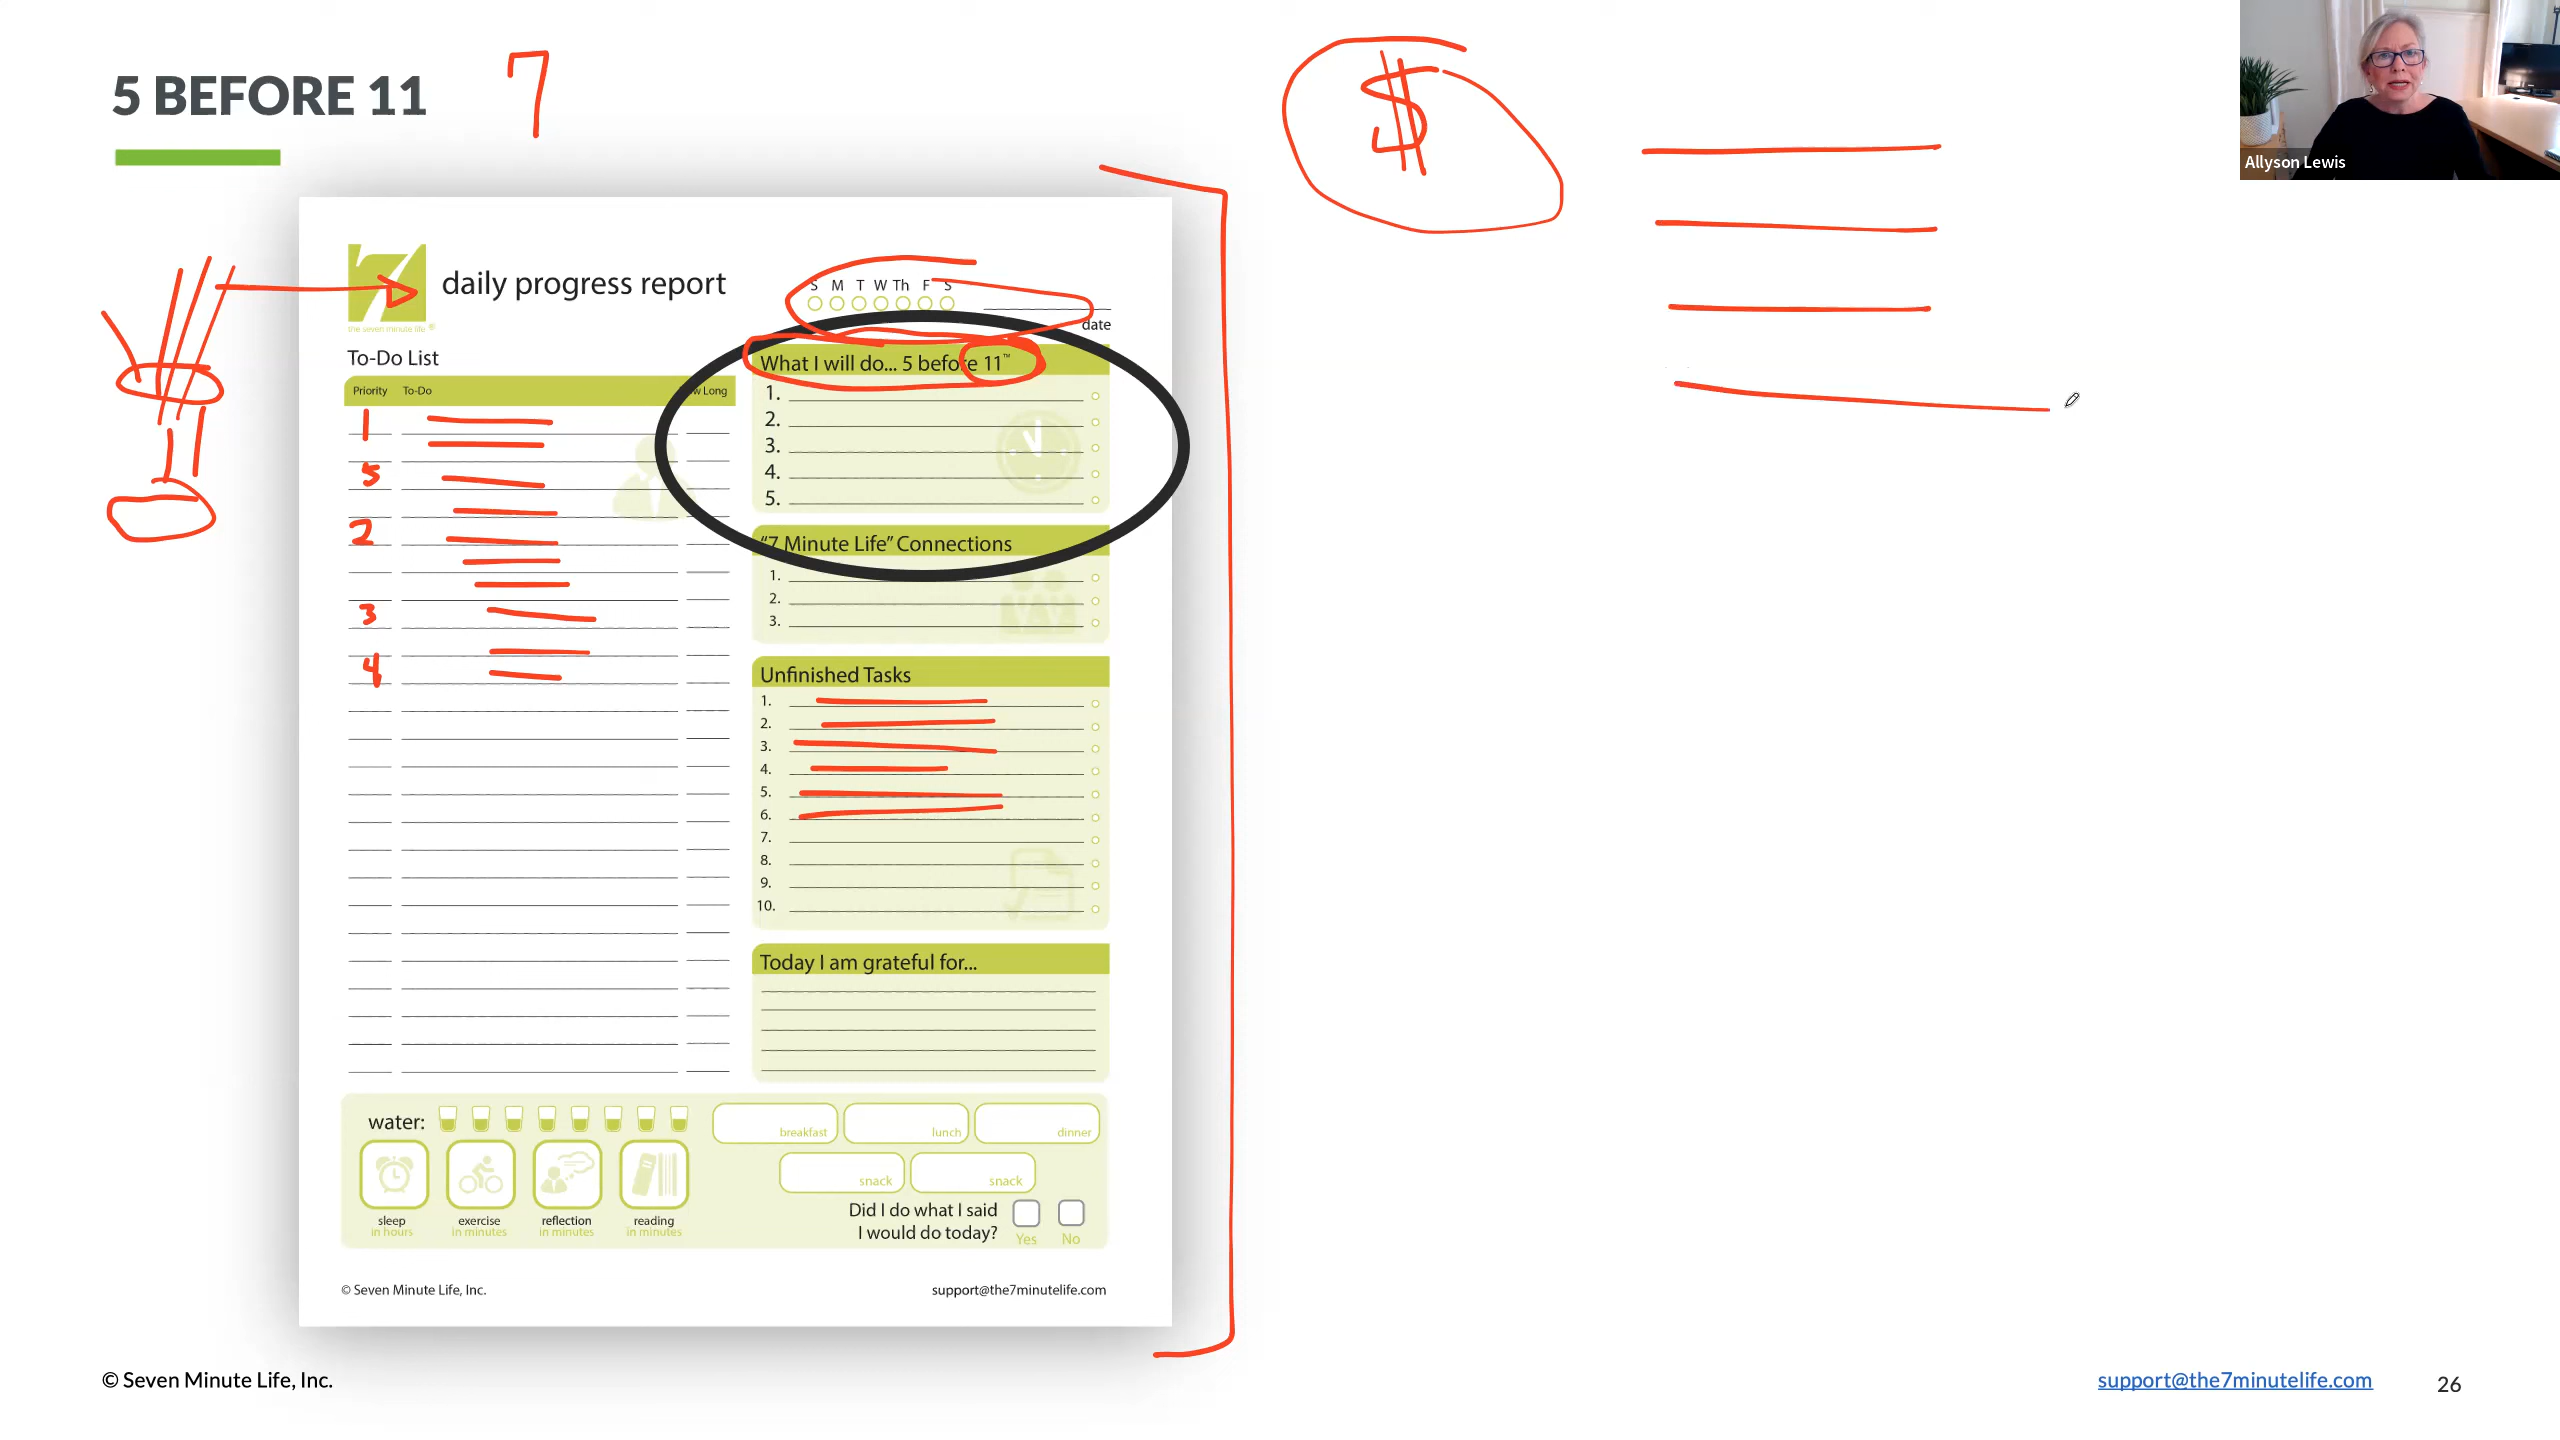 5 BEFORE 11
7
$
Allyson Lewis
7
the seven minute life ®
daily progress report
S M T W Th F S
date
To-Do List
Priority To-Do w Long
1
5
2
3
4
What I will do... 5 before 11™
1.
2.
3.
4.
5.
"7 Minute Life" Connections
1.
2.
3.
Unfinished Tasks
1.
2.
3.
4.
5.
6.
7.
8.
9.
10.
Today I am grateful for...
water:
breakfast lunch dinner
snack snack
sleep
in hours
exercise
in minutes
reflection
in minutes
reading
in minutes
Did I do what I said
I would do today?
Yes No
© Seven Minute Life, Inc. support@the7minutelife.com
© Seven Minute Life, Inc. support@the7minutelife.com 26